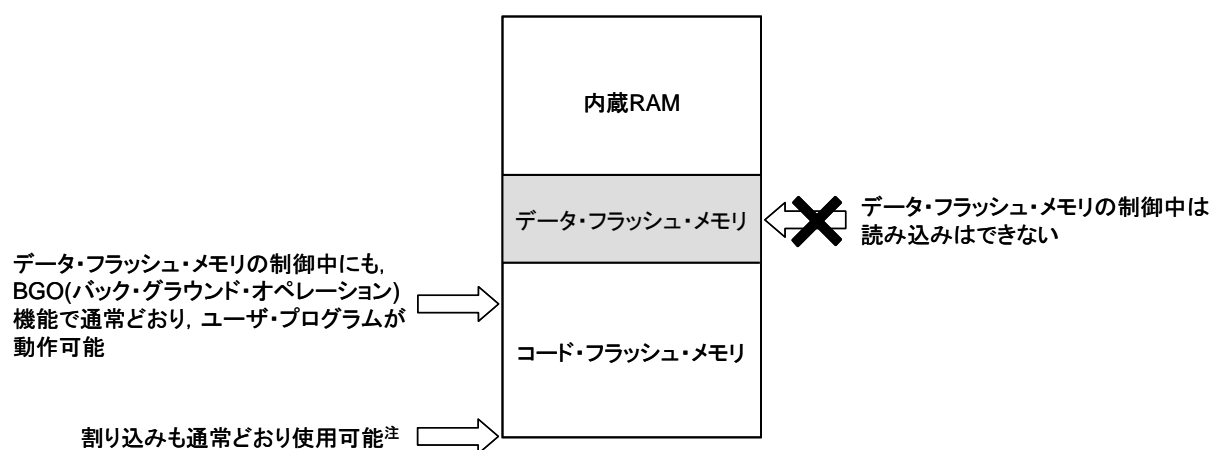 内蔵RAM
データ・フラッシュ・メモリ
データ・フラッシュ・メモリの制御中は
読み込みはできない
データ・フラッシュ・メモリの制御中にも，
BGO(バック・グラウンド・オペレーション)
機能で通常どおり，ユーザ・プログラムが
動作可能
コード・フラッシュ・メモリ
割り込みも通常どおり使用可能注